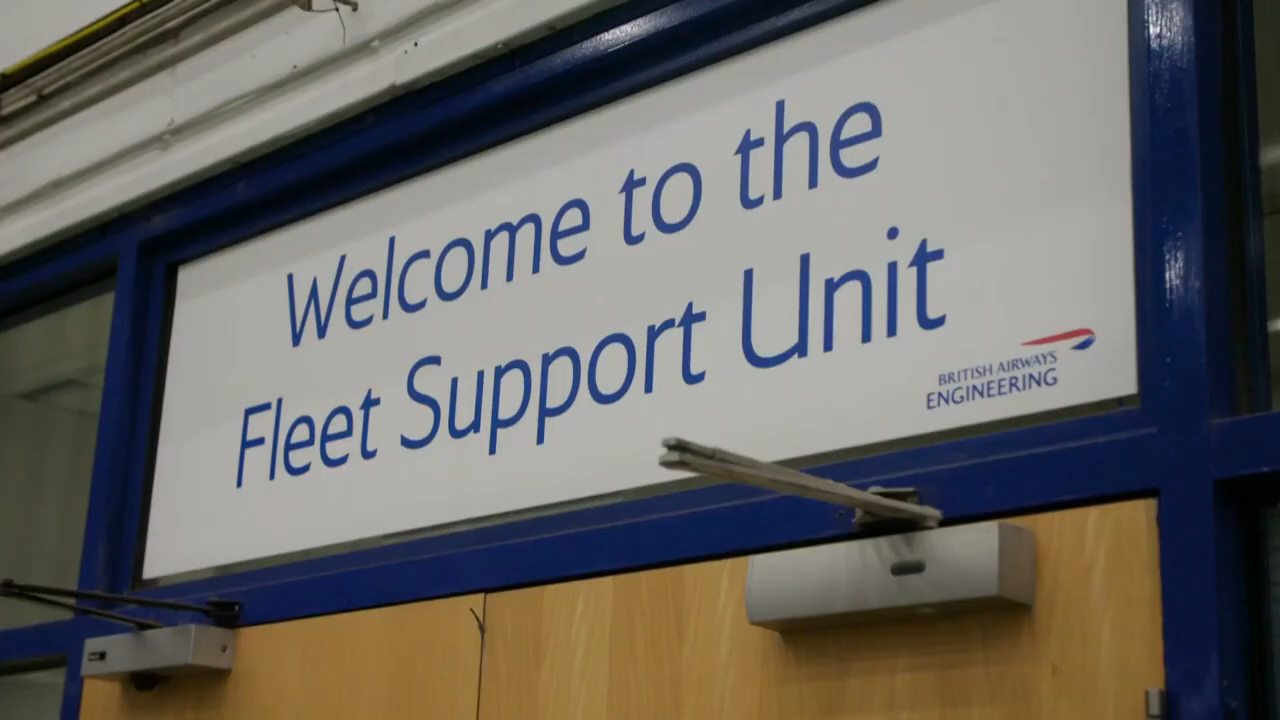 Welcome to the
Fleet Support Unit
BRITISH AIRWAYS
ENGINEERING